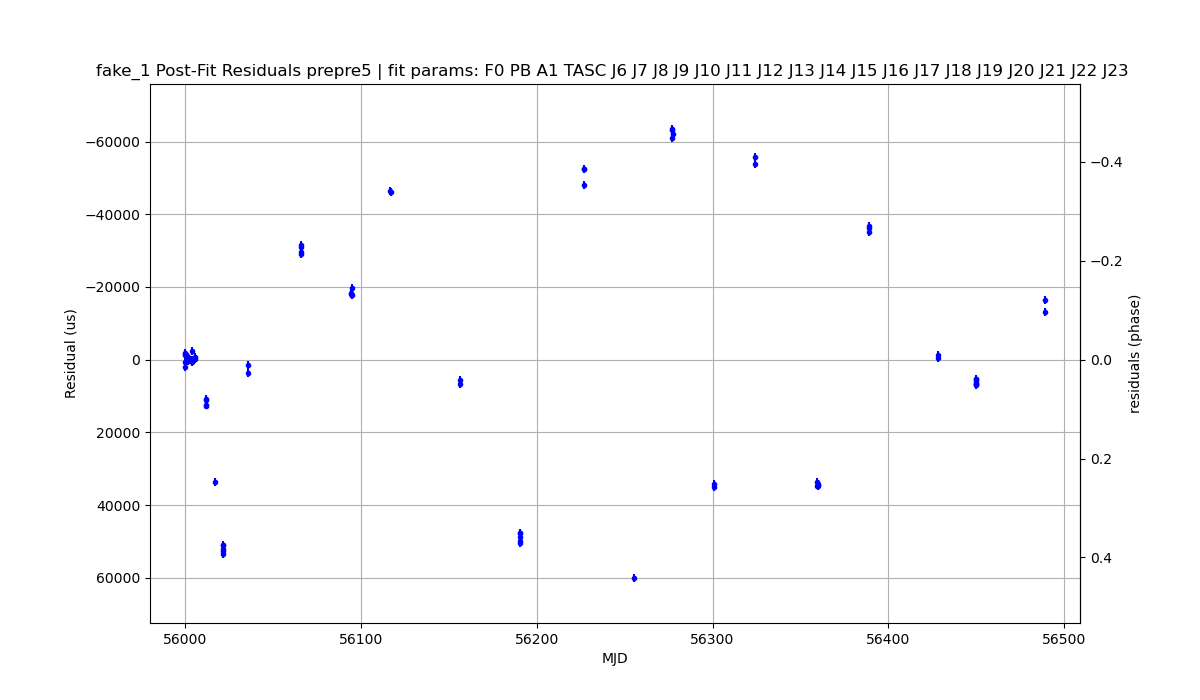 fake_1 Post-Fit Residuals prepre5 | fit params: F0 PB A1 TASC J6 J7 J8 J9 J10 J11 J12 J13 J14 J15 J16 J17 J18 J19 J20 J21 J22 J23
−60000
−40000
−20000
0
20000
40000
60000
Residual (us)
−0.4
−0.2
0.0
0.2
0.4
residuals (phase)
56000 56100 56200 56300 56400 56500
MJD